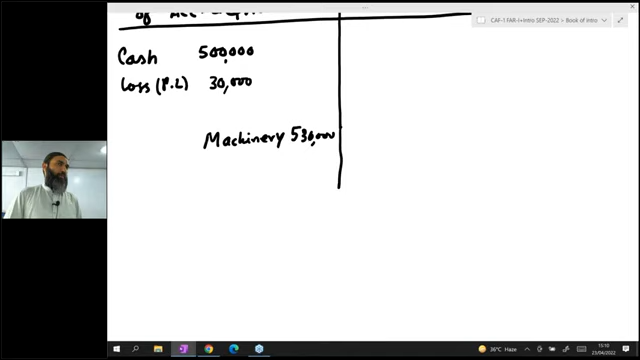 CAF-1 FAR-I+Intro SEP-2022 > Book of intro
of
Cash 500,000
Loss (P.L) 30,000
Machinery 530,000
36°C Haze
15:10
23/04/2022